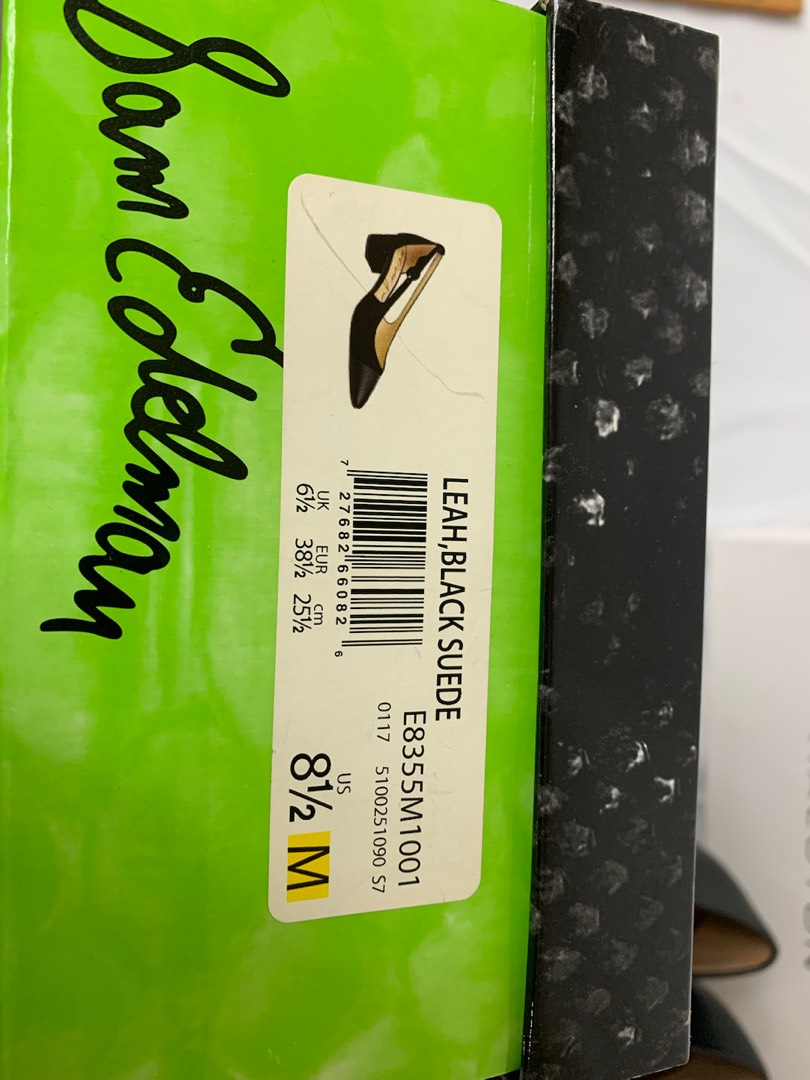 Sam Edelman
LEAH,BLACK SUEDE
E8355M1001
0117 5100251090 S7
7 27682 66082 6
UK EUR cm
6½ 38½ 25½
US
8½ M